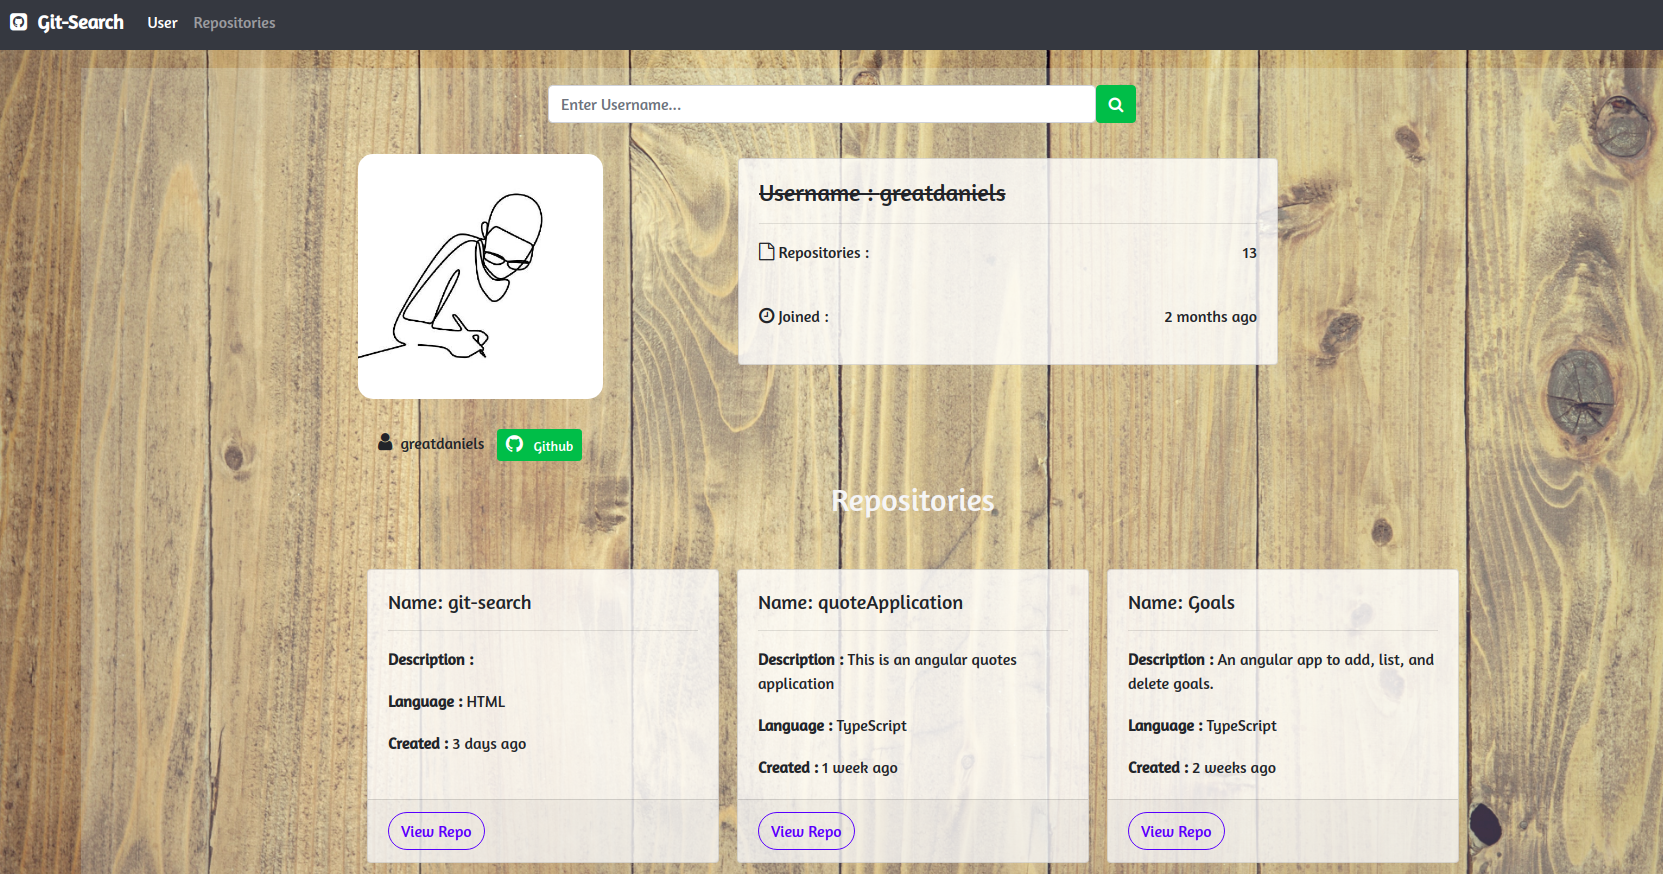 Git-Search User Repositories
Enter Username...
Username : greatdaniels
Repositories : 13
Joined : 2 months ago
greatdaniels Github
Repositories
Name: git-search
Description :
Language : HTML
Created : 3 days ago
View Repo
Name: quoteApplication
Description : This is an angular quotes
application
Language : TypeScript
Created : 1 week ago
View Repo
Name: Goals
Description : An angular app to add, list, and
delete goals.
Language : TypeScript
Created : 2 weeks ago
View Repo